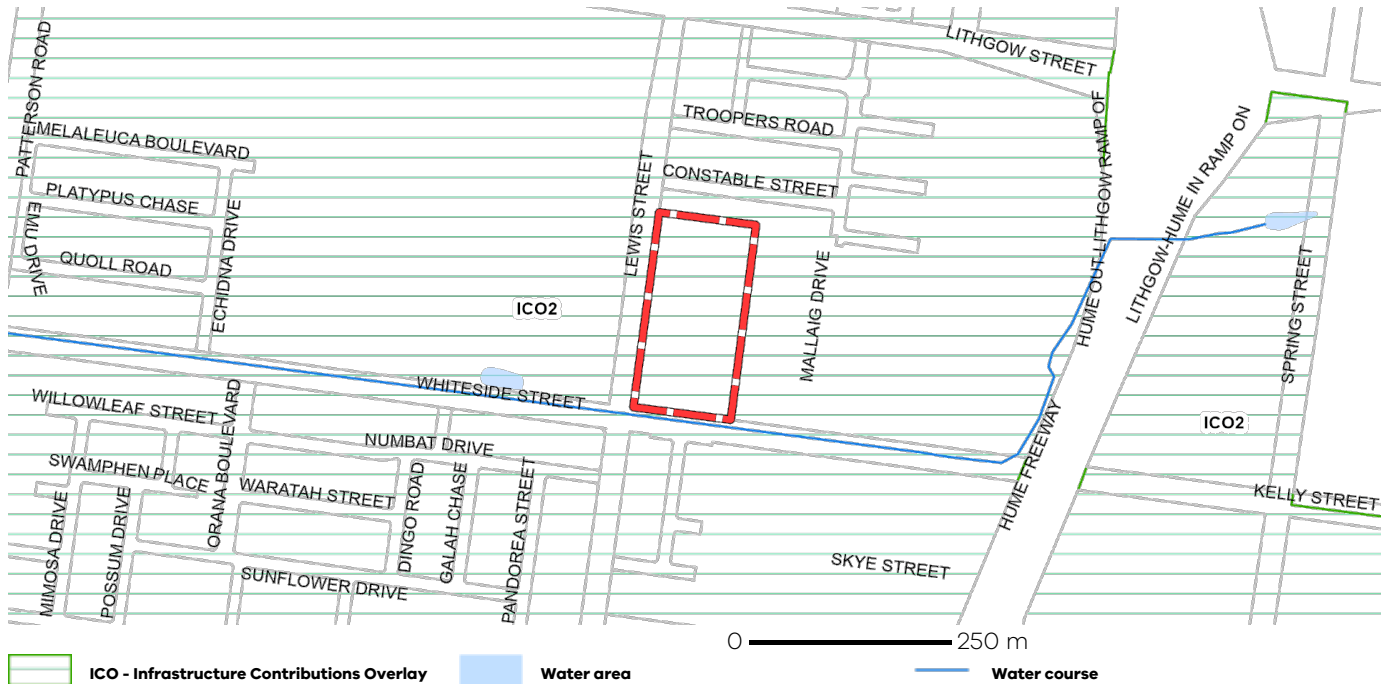 LITHGOW STREET
PATTERSON ROAD
TROOPERS ROAD
MELALEUCA BOULEVARD
CONSTABLE STREET
PLATYPUS CHASE
LEWIS STREET
HUME OUT-LITHGOW RAMP OF
LITHGOW-HUME IN RAMP ON
EMU DRIVE
QUOLL ROAD
ECHIDNA DRIVE
ICO2
MALLAIG DRIVE
SPRING STREET
WHITESIDE STREET
WILLOWLEAF STREET
ORANA BOULEVARD
NUMBAT DRIVE
ICO2
SWAMPHEN PLACE
WARATAH STREET
DINGO ROAD
GALAH CHASE
PANDOREA STREET
HUME FREEWAY
KELLY STREET
MIMOSA DRIVE
POSSUM DRIVE
SUNFLOWER DRIVE
SKYE STREET
0 250 m
ICO - Infrastructure Contributions Overlay
Water area
Water course